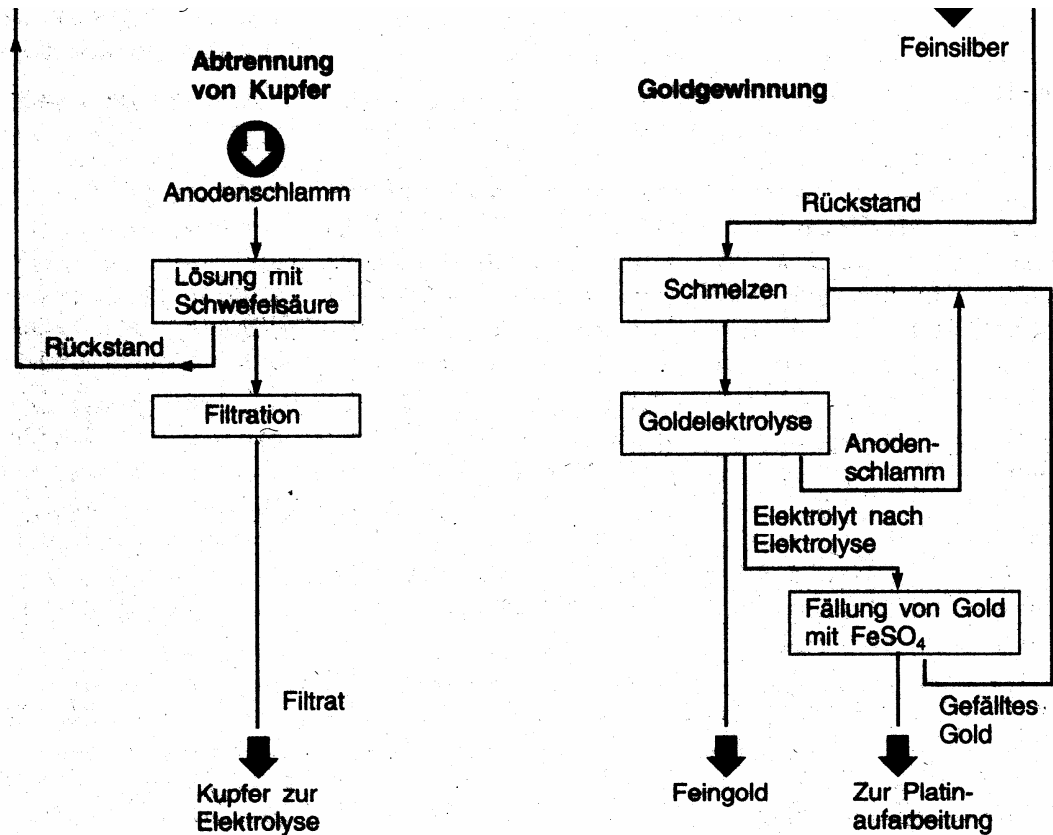 Feinsilber
Abtrennung
von Kupfer
Goldgewinnung
Anodenschlamm
Rückstand
Lösung mit
Schwefelsäure
Schmelzen
Rückstand
Filtration
Goldelektrolyse
Anoden-
schlamm
Elektrolyt nach
Elektrolyse
Fällung von Gold
mit FeSO₄
Filtrat
Gefälltes
Gold
Kupfer zur
Elektrolyse
Feingold
Zur Platin-
aufarbeitung